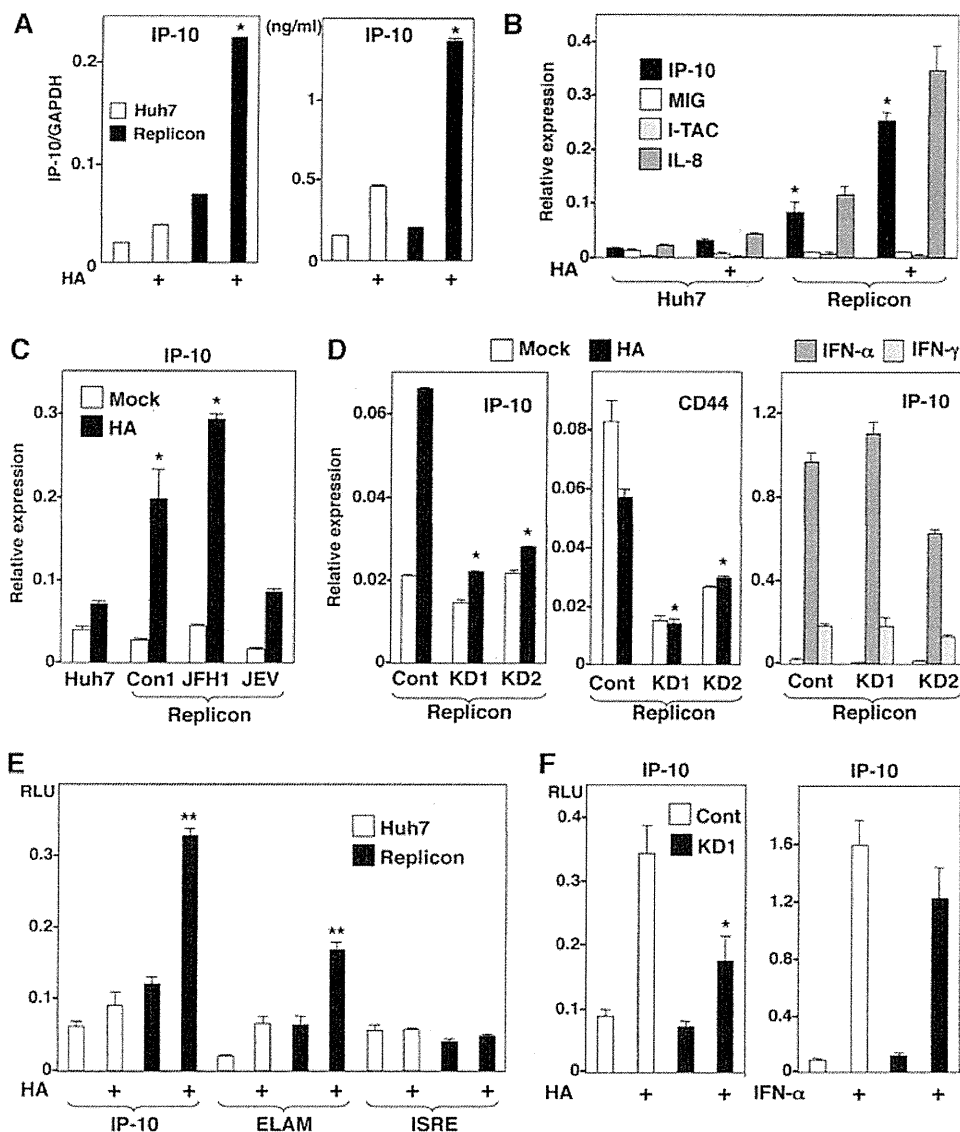 A
IP-10
(ng/ml)
IP-10
0.2
0.1
0
IP-10/GAPDH
Huh7
Replicon
*
1
0.5
0
*
HA + + + +
B
0.4
0.3
0.2
0.1
0
Relative expression
IP-10
MIG
I-TAC
IL-8
* *
HA + +
Huh7 Replicon
C
IP-10
0.3
0.2
0.1
0
Relative expression
Mock
HA
* *
Huh7 Con1 JFH1 JEV
Replicon
D
Mock HA
IFN-α IFN-γ
0.06
0.04
0.02
0
Relative expression
IP-10
* *
Cont KD1 KD2
Replicon
0.08
0.06
0.04
0.02
0
CD44
* *
Cont KD1 KD2
Replicon
1.2
0.8
0.4
0
IP-10
Cont KD1 KD2
Replicon
E
RLU
0.3
0.2
0.1
0
Huh7
Replicon
** **
HA + + + + + +
IP-10 ELAM ISRE
F
IP-10
RLU
0.4
0.3
0.2
0.1
0
Cont
KD1
*
HA + +
IP-10
1.6
1.2
0.8
0.4
0
IFN-α + +